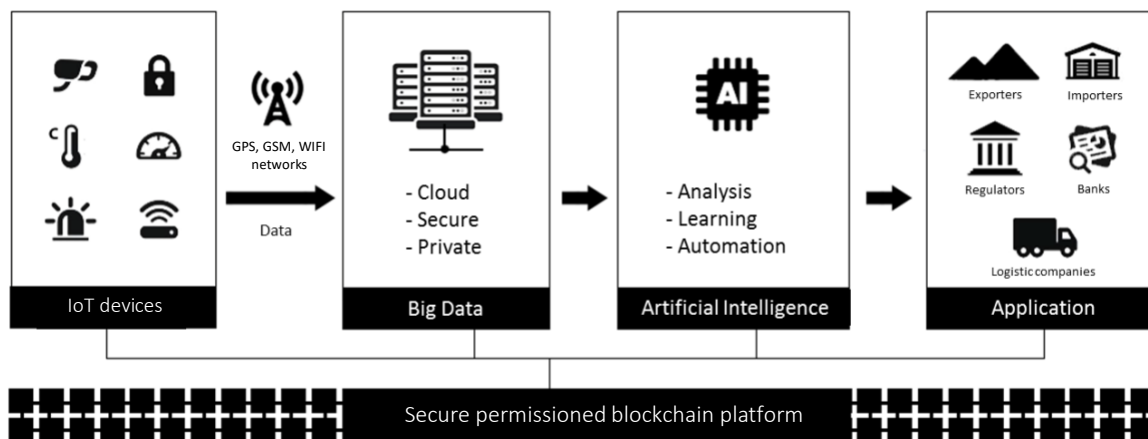 C
IoT devices
GPS, GSM, WIFI
networks
Data
- Cloud
- Secure
- Private
Big Data
AI
- Analysis
- Learning
- Automation
Artificial Intelligence
Exporters
Importers
Regulators
Banks
Logistic companies
Application
Secure permissioned blockchain platform